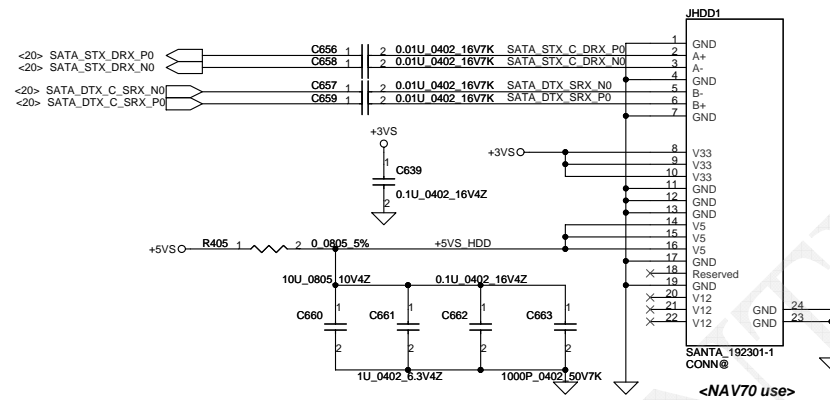 JHDD1
1 GND
<20> SATA_STX_DRX_P0 C656 1 2 0.01U_0402_16V7K SATA_STX_C_DRX_P0 2 A+
<20> SATA_STX_DRX_N0 C658 1 2 0.01U_0402_16V7K SATA_STX_C_DRX_N0 3 A-
4 GND
<20> SATA_DTX_C_SRX_N0 C657 1 2 0.01U_0402_16V7K SATA_DTX_SRX_N0 5 B-
<20> SATA_DTX_C_SRX_P0 C659 1 2 0.01U_0402_16V7K SATA_DTX_SRX_P0 6 B+
7 GND
+3VS
+3VS 8 V33
9 V33
10 V33
1 C639
2 0.1U_0402_16V4Z
11 GND
12 GND
13 GND
14 V5
15 V5
+5VS R405 1 2 0_0805_5% +5VS_HDD 16 V5
17 GND
18 Reserved
19 GND
20 V12
21 V12 GND 24
22 V12 GND 23
10U_0805_10V4Z 0.1U_0402_16V4Z
1 1 1 1
C660 C661 C662 C663
2 2 2 2
1U_0402_6.3V4Z 1000P_0402_50V7K
SANTA_192301-1
CONN@
<NAV70 use>